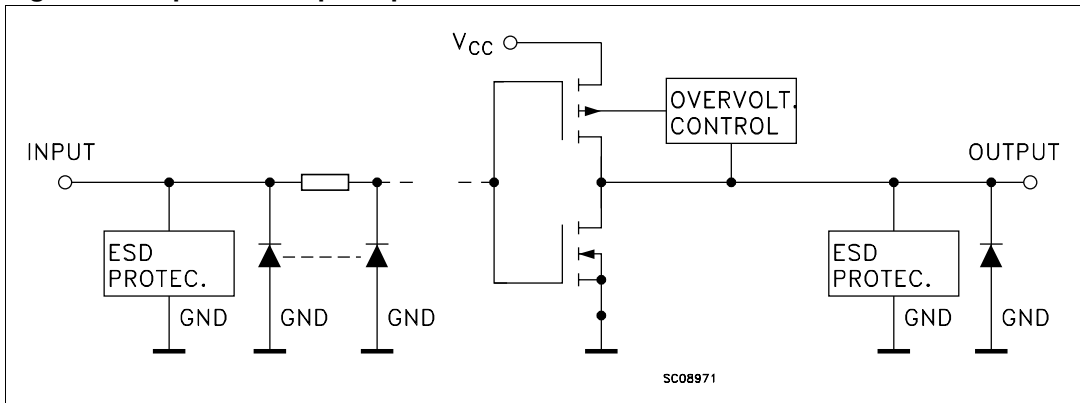 VCC
OVERVOLT.
CONTROL
INPUT
OUTPUT
ESD
PROTEC.
ESD
PROTEC.
GND
GND
GND
GND
GND
SC08971